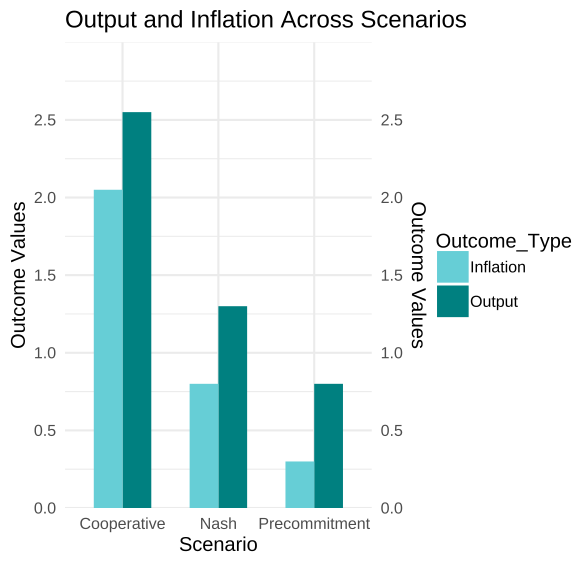 Output and Inflation Across Scenarios
Outcome Values
2.5
2.0
1.5
1.0
0.5
0.0
2.5
2.0
1.5
1.0
0.5
0.0
Outcome Values
Cooperative Nash Precommitment
Scenario
Outcome_Type
Inflation
Output